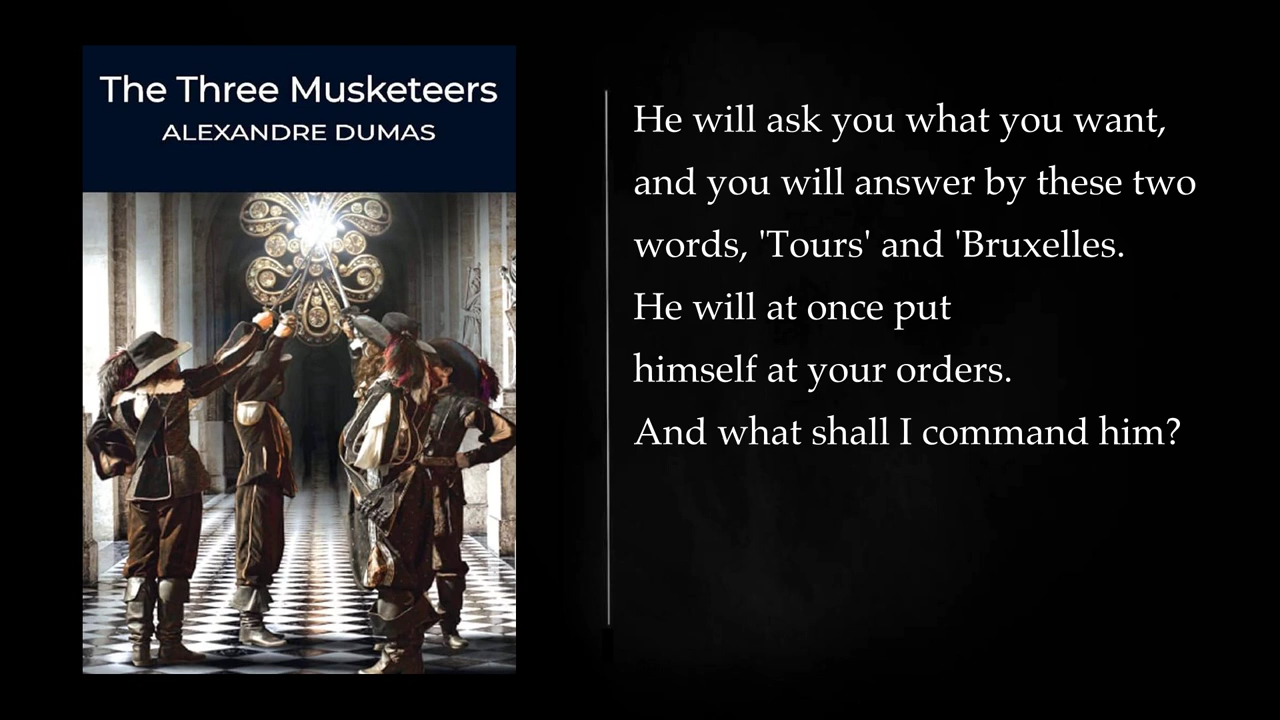 The Three Musketeers
ALEXANDRE DUMAS
He will ask you what you want,
and you will answer by these two
words, 'Tours' and 'Bruxelles.
He will at once put
himself at your orders.
And what shall I command him?